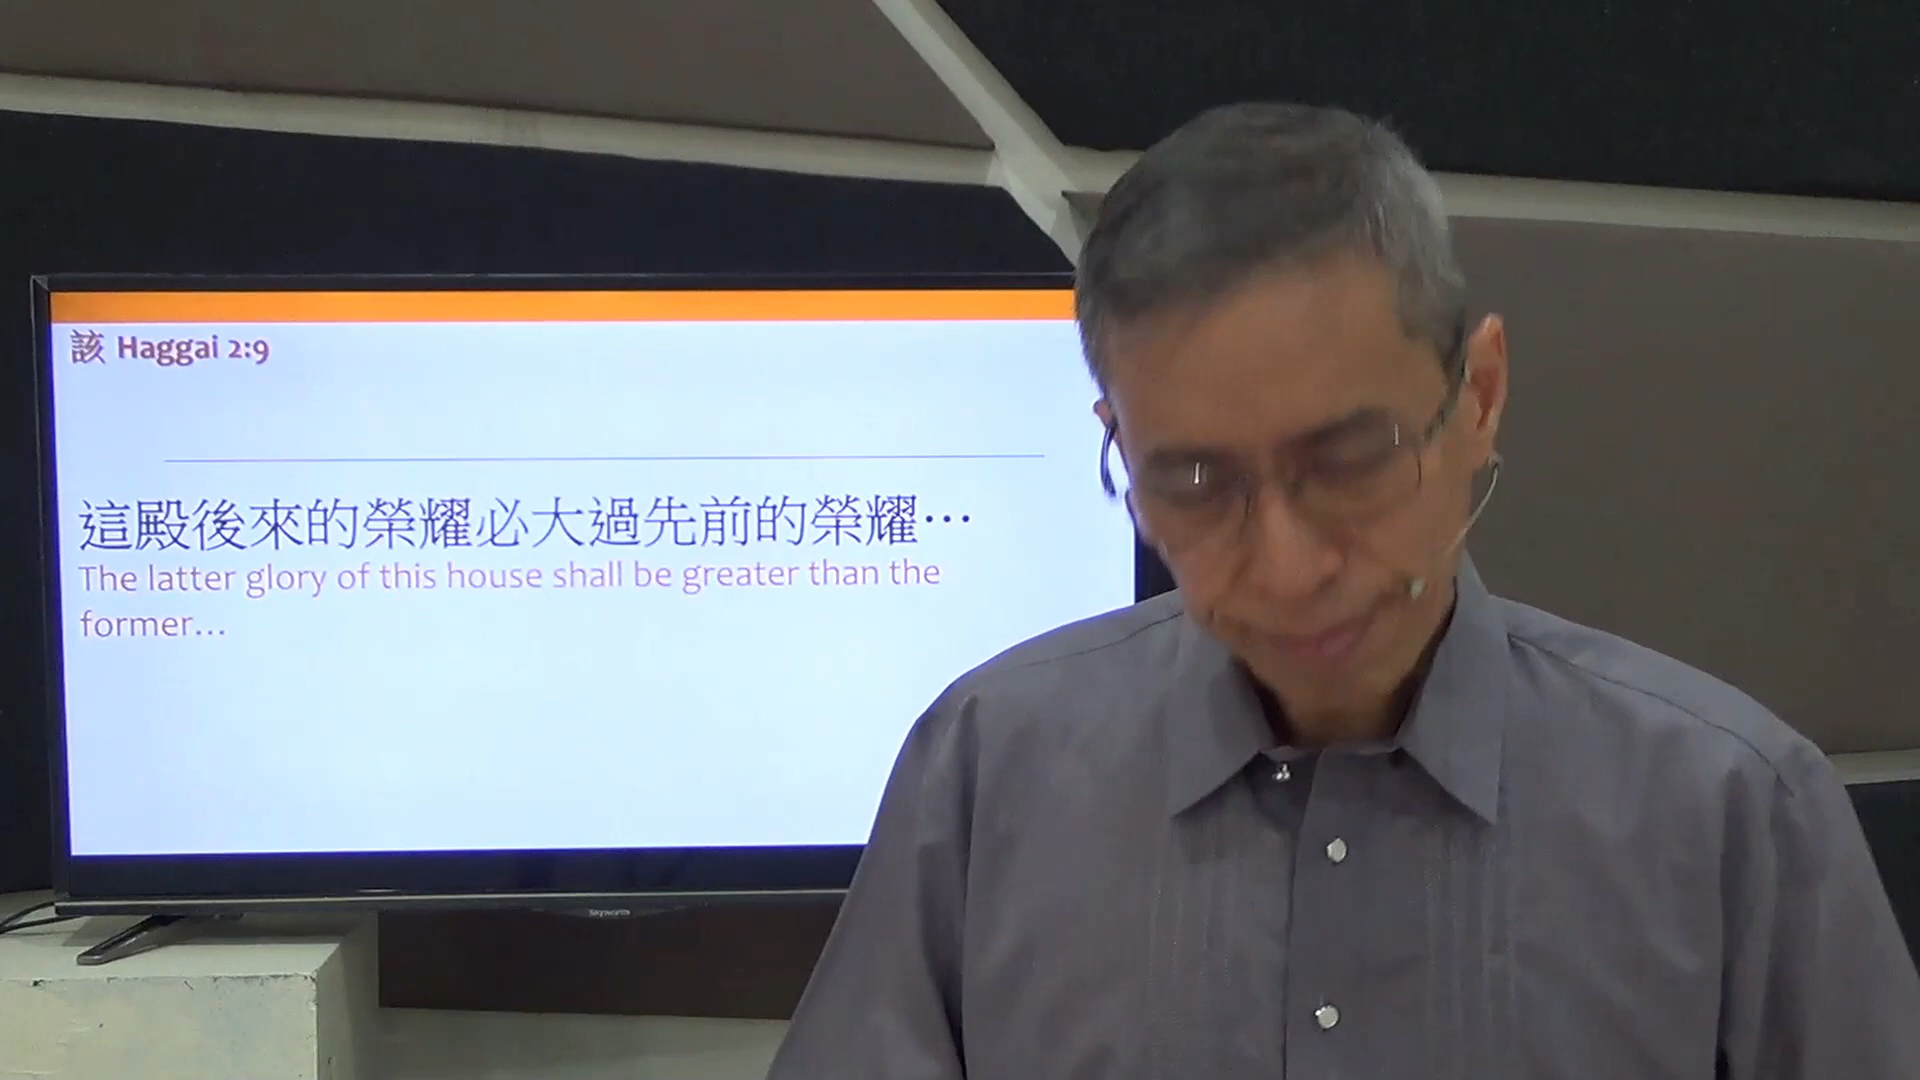 該 Haggai 2:9
這殿後來的榮耀必大過先前的榮耀…
The latter glory of this house shall be greater than the
former...
Skyworth